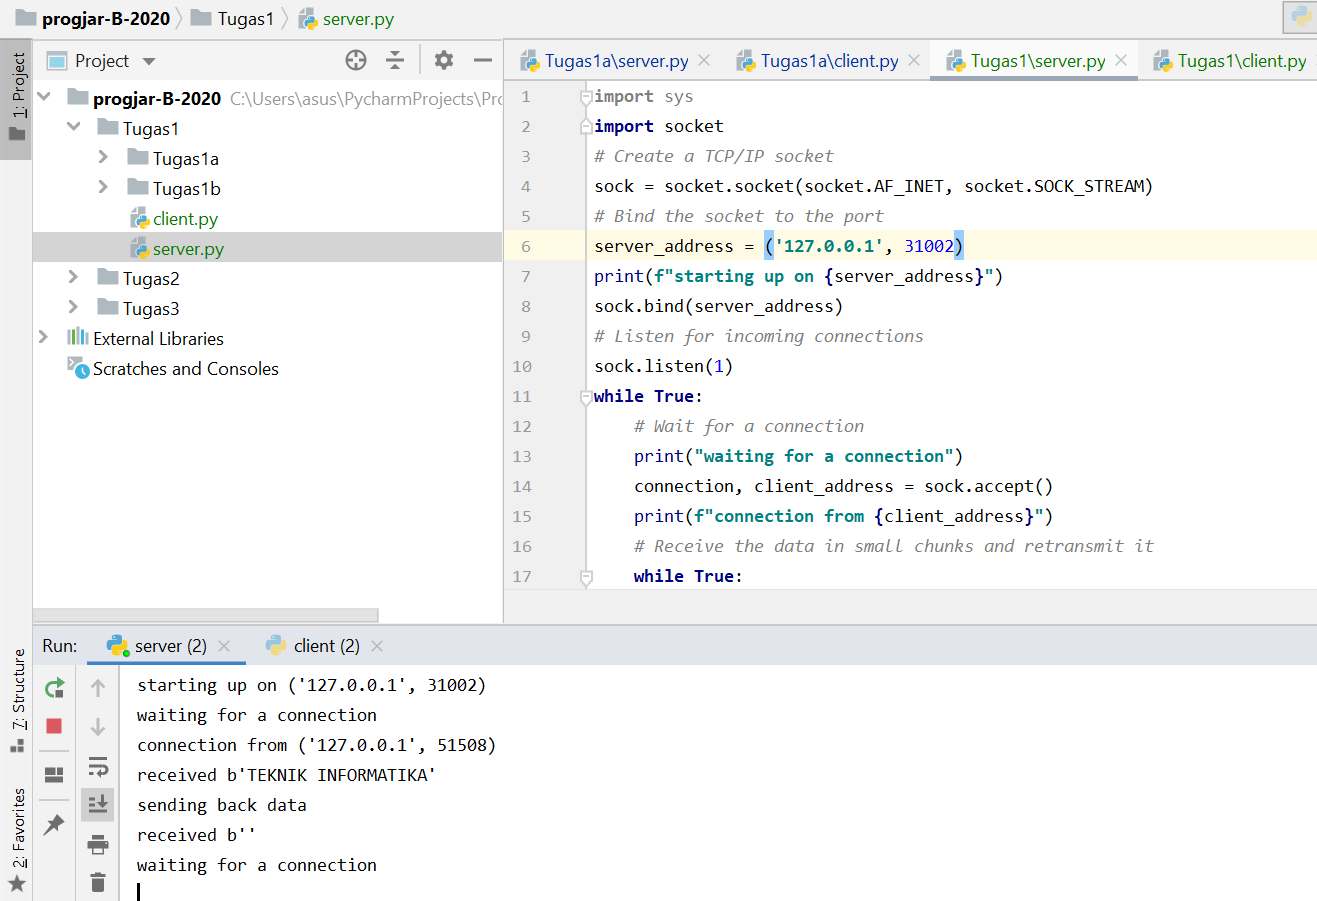 progjar-B-2020 Tugas1 server.py
1: Project
Project
progjar-B-2020 C:\Users\asus\PycharmProjects\Pro
Tugas1
Tugas1a
Tugas1b
client.py
server.py
Tugas2
Tugas3
External Libraries
Scratches and Consoles
Tugas1a\server.py Tugas1a\client.py Tugas1\server.py Tugas1\client.py
1 import sys
2 import socket
3 # Create a TCP/IP socket
4 sock = socket.socket(socket.AF_INET, socket.SOCK_STREAM)
5 # Bind the socket to the port
6 server_address = ('127.0.0.1', 31002)
7 print(f"starting up on {server_address}")
8 sock.bind(server_address)
9 # Listen for incoming connections
10 sock.listen(1)
11 while True:
12 # Wait for a connection
13 print("waiting for a connection")
14 connection, client_address = sock.accept()
15 print(f"connection from {client_address}")
16 # Receive the data in small chunks and retransmit it
17 while True:
Run: server (2) client (2)
7: Structure
2: Favorites
starting up on ('127.0.0.1', 31002)
waiting for a connection
connection from ('127.0.0.1', 51508)
received b'TEKNIK INFORMATIKA'
sending back data
received b''
waiting for a connection